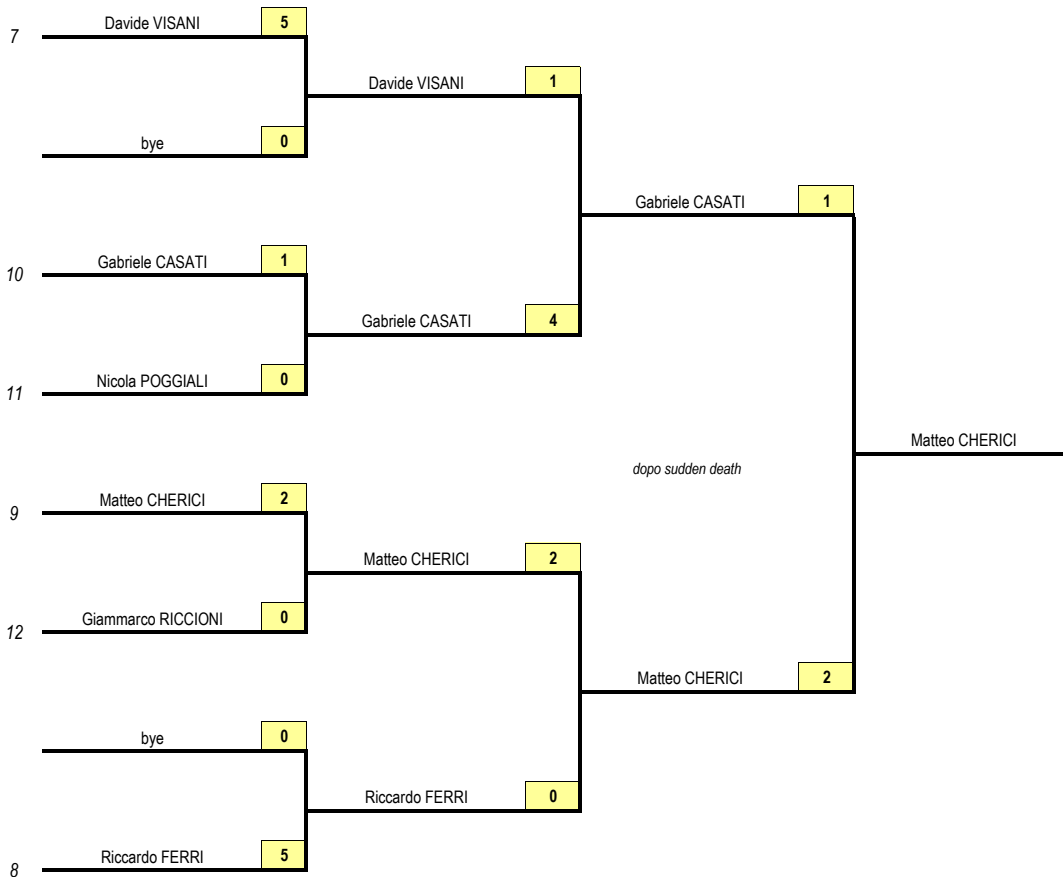 Davide VISANI 5
7
Davide VISANI 1
bye 0
Gabriele CASATI 1
Gabriele CASATI 1
10
Gabriele CASATI 4
Nicola POGGIALI 0
11
Matteo CHERICI
dopo sudden death
Matteo CHERICI 2
9
Matteo CHERICI 2
Giammarco RICCIONI 0
12
Matteo CHERICI 2
bye 0
Riccardo FERRI 0
Riccardo FERRI 5
8